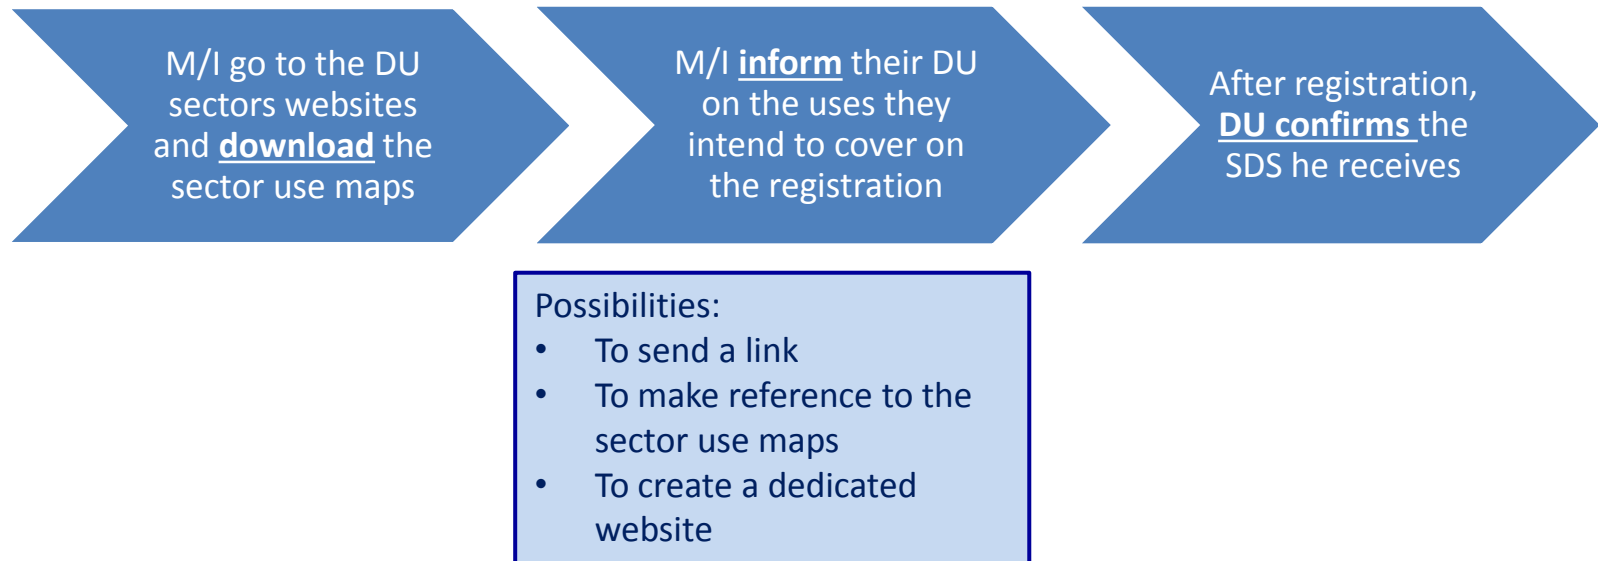 M/I go to the DU
sectors websites
and download the
sector use maps
M/I inform their DU
on the uses they
intend to cover on
the registration
After registration,
DU confirms the
SDS he receives
Possibilities:
• To send a link
• To make reference to the
sector use maps
• To create a dedicated
website